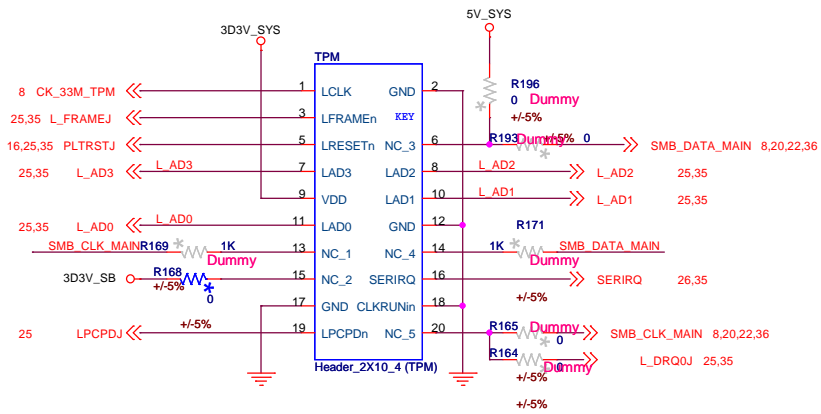 5V_SYS
3D3V_SYS
TPM
R196
0 Dummy
+/-5%
8 CK_33M_TPM 1 LCLK GND 2
25,35 L_FRAMEJ 3 LFRAMEn KEY
16,25,35 PLTRSTJ 5 LRESETn NC_3 6 R193 Dummy +/-5% 0 SMB_DATA_MAIN 8,20,22,36
25,35 L_AD3 L_AD3 7 LAD3 LAD2 8 L_AD2 L_AD2 25,35
9 VDD LAD1 10 L_AD1 L_AD1 25,35
25,35 L_AD0 L_AD0 11 LAD0 GND 12
R171
SMB_CLK_MAIN R169 1K 13 NC_1 NC_4 14 1K SMB_DATA_MAIN
Dummy Dummy
3D3V_SB R168 15 NC_2 SERIRQ 16 SERIRQ 26,35
+/-5% 0
+/-5%
17 GND CLKRUNin 18
25 LPCPDJ +/-5% 19 LPCPDn NC_5 20 R165 Dummy 0 SMB_CLK_MAIN 8,20,22,36
R164 Dummy 0 L_DRQ0J 25,35
Header_2X10_4 (TPM)
+/-5%
+/-5%